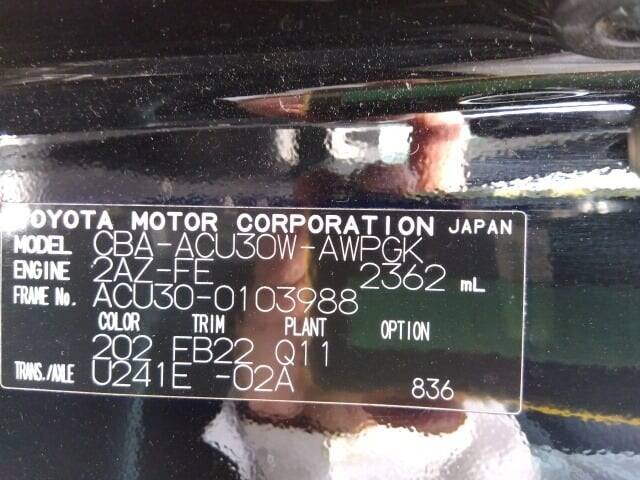 TOYOTA MOTOR CORPORATION JAPAN
MODEL CBA-ACU30W-AWPGK
ENGINE 2AZ-FE 2362 mL
FRAME No. ACU30-0103988
COLOR TRIM PLANT OPTION
202 FB22 Q11
TRANS./AXLE U241E -02A 836